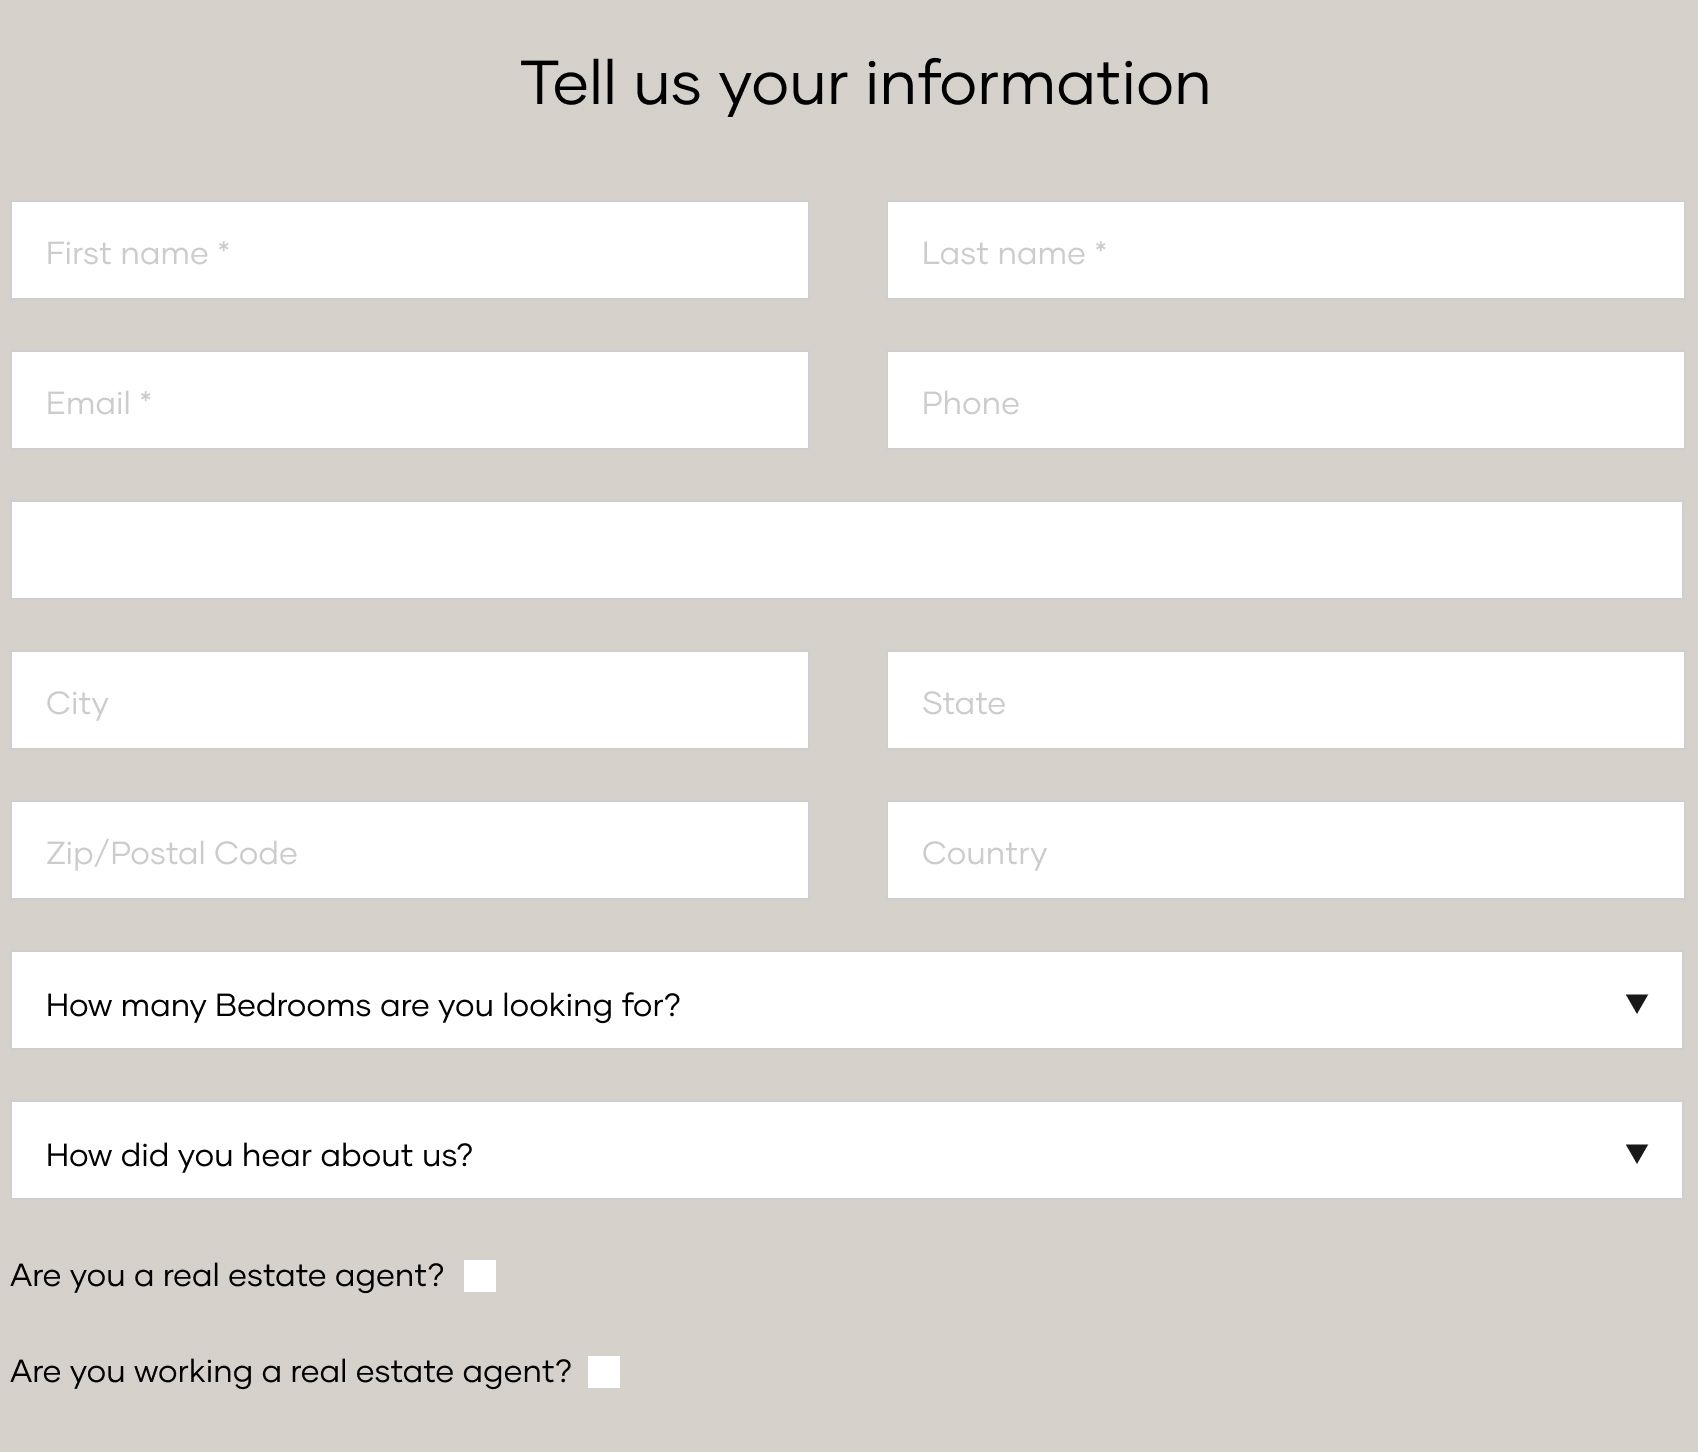 Tell us your information
First name *
Last name *
Email *
Phone
City
State
Zip/Postal Code
Country
How many Bedrooms are you looking for?
How did you hear about us?
Are you a real estate agent?
Are you working a real estate agent?